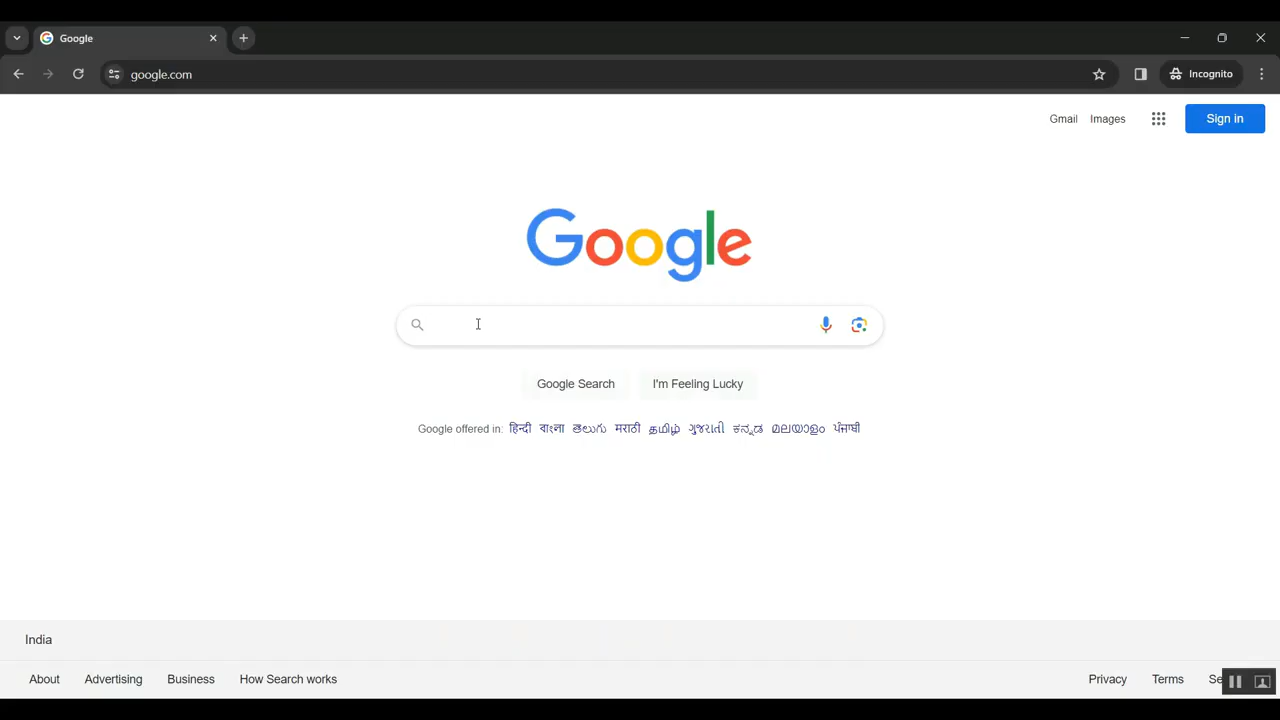 Google
google.com
Incognito
Gmail Images Sign in
Google
Google Search I'm Feeling Lucky
Google offered in: हिन्दी বাংলা తెలుగు मराठी தமிழ் ગુજરાતી ಕನ್ನಡ മലയാളം ਪੰਜਾਬੀ
India
About Advertising Business How Search works Privacy Terms Se